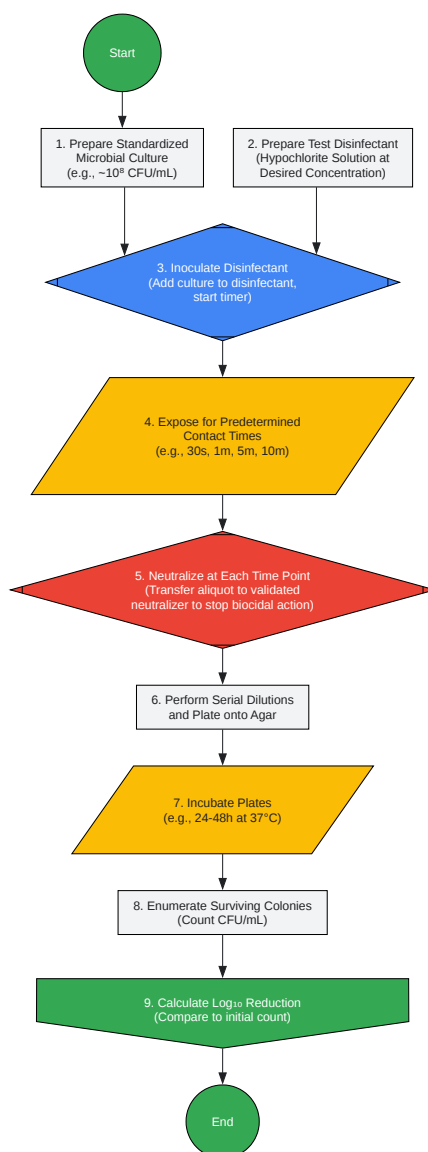 Start
1. Prepare Standardized
Microbial Culture
(e.g., ~10⁸ CFU/mL)
2. Prepare Test Disinfectant
(Hypochlorite Solution at
Desired Concentration)
3. Inoculate Disinfectant
(Add culture to disinfectant,
start timer)
4. Expose for Predetermined
Contact Times
(e.g., 30s, 1m, 5m, 10m)
5. Neutralize at Each Time Point
(Transfer aliquot to validated
neutralizer to stop biocidal action)
6. Perform Serial Dilutions
and Plate onto Agar
7. Incubate Plates
(e.g., 24-48h at 37°C)
8. Enumerate Surviving Colonies
(Count CFU/mL)
9. Calculate Log₁₀ Reduction
(Compare to initial count)
End